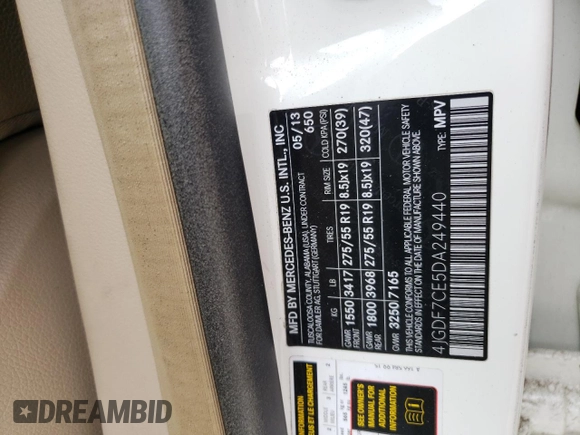 MFD BY MERCEDES-BENZ U.S. INTL., INC
TUSCALOOSA COUNTY, ALABAMA (USA), UNDER CONTRACT
FOR DAIMLER AG, STUTTGART (GERMANY)
05/13
650
KG LB TIRES RIM SIZE COLD KPA(PSI)
GAWR FRONT 1550 3417 275/55 R19 8.5Jx19 270(39)
GAWR REAR 1800 3968 275/55 R19 8.5Jx19 320(47)
GVWR 3250 7165
THIS VEHICLE CONFORMS TO ALL APPLICABLE FEDERAL MOTOR VEHICLE SAFETY
STANDARDS IN EFFECT ON THE DATE OF MANUFACTURE SHOWN ABOVE.
4JGDF7CE5DA249440 TYPE: MPV
INFORMATION
SEE OWNER'S
MANUAL FOR
ADDITIONAL
INFORMATION
DREAMBID